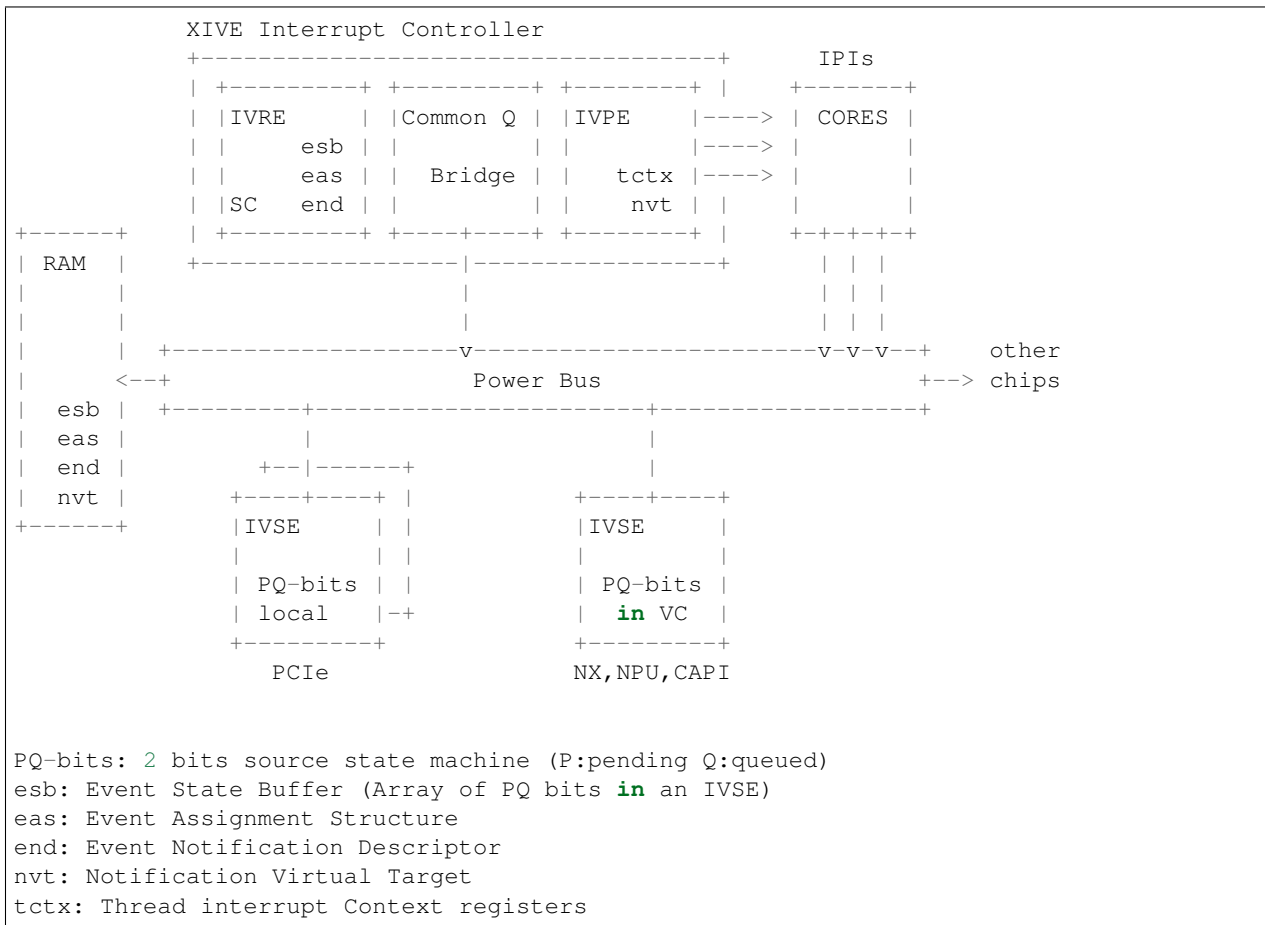 XIVE Interrupt Controller
            +------------------------------------+      IPIs
            | +---------+ +---------+ +--------+ |    +-------+
            | |IVRE     | |Common Q | |IVPE    |----> | CORES |
            | |     esb | |         | |        |----> |       |
            | |     eas | |  Bridge | |   tctx |----> |       |
            | |SC   end | |         | |    nvt | |    |       |
+------+    | +---------+ +----+----+ +--------+ |    +-+-+-+-+
| RAM  |    +------------------|-----------------+      | | |
|      |                       |                        | | |
|      |                       |                        | | |
|      |  +--------------------v------------------------v-v-v--+    other
|      <--+                     Power Bus                      +--> chips
|  esb |  +---------+-----------------------+------------------+
|  eas |            |                       |
|  end |         +--|------+                |
|  nvt |       +----+----+ |           +----+----+
+------+       |IVSE     | |           |IVSE     |
               |         | |           |         |
               | PQ-bits | |           | PQ-bits |
               | local   |-+           |  in VC  |
               +---------+             +---------+
                  PCIe                 NX,NPU,CAPI
PQ-bits: 2 bits source state machine (P:pending Q:queued)
esb: Event State Buffer (Array of PQ bits in an IVSE)
eas: Event Assignment Structure
end: Event Notification Descriptor
nvt: Notification Virtual Target
tctx: Thread interrupt Context registers